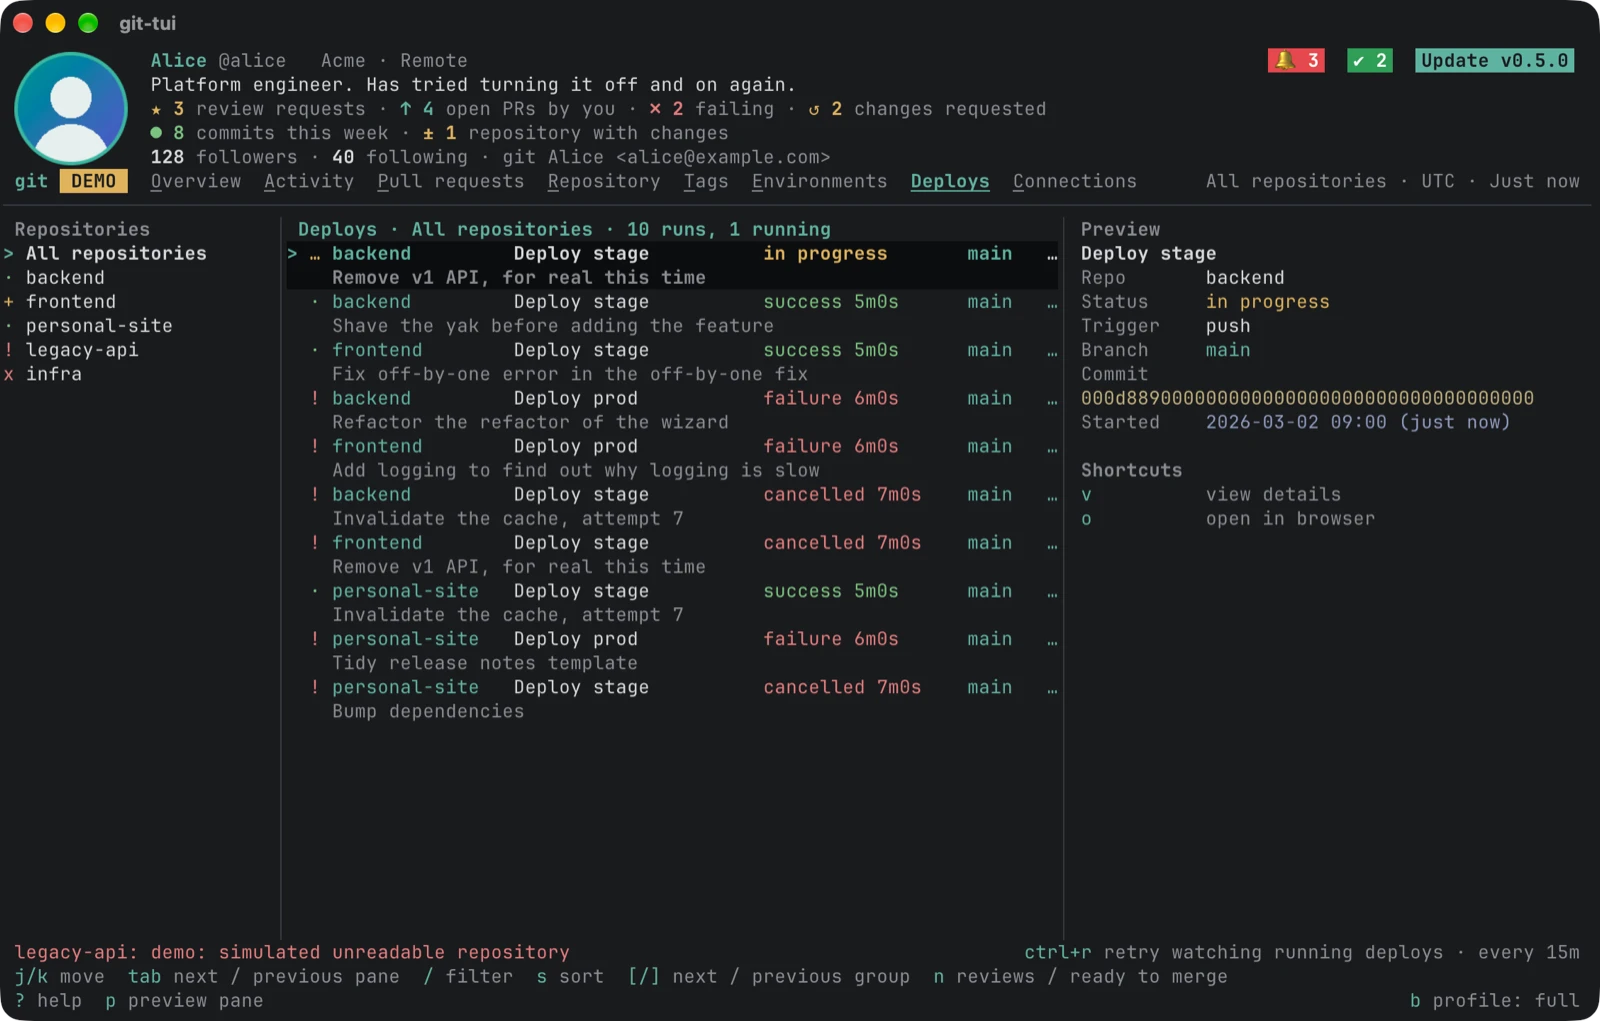 git-tui
Alice @alice   Acme · Remote
🔔 3   ✔ 2   Update v0.5.0
Platform engineer. Has tried turning it off and on again.
★ 3 review requests · ↑ 4 open PRs by you · × 2 failing · ↺ 2 changes requested
● 8 commits this week · ± 1 repository with changes
128 followers · 40 following · git Alice <alice@example.com>
git DEMO   Overview   Activity   Pull requests   Repository   Tags   Environments   Deploys   Connections   All repositories · UTC · Just now
Repositories
> All repositories
· backend
+ frontend
· personal-site
! legacy-api
x infra
Deploys · All repositories · 10 runs, 1 running
> … backend   Deploy stage   in progress   main   …
Remove v1 API, for real this time
· backend   Deploy stage   success 5m0s   main   …
Shave the yak before adding the feature
· frontend   Deploy stage   success 5m0s   main   …
Fix off-by-one error in the off-by-one fix
! backend   Deploy prod   failure 6m0s   main   …
Refactor the refactor of the wizard
! frontend   Deploy prod   failure 6m0s   main   …
Add logging to find out why logging is slow
! backend   Deploy stage   cancelled 7m0s   main   …
Invalidate the cache, attempt 7
! frontend   Deploy stage   cancelled 7m0s   main   …
Remove v1 API, for real this time
· personal-site   Deploy stage   success 5m0s   main   …
Invalidate the cache, attempt 7
! personal-site   Deploy prod   failure 6m0s   main   …
Tidy release notes template
! personal-site   Deploy stage   cancelled 7m0s   main   …
Bump dependencies
Preview
Deploy stage
Repo   backend
Status   in progress
Trigger   push
Branch   main
Commit
000d889000000000000000000000000000000000
Started   2026-03-02 09:00 (just now)
Shortcuts
v   view details
o   open in browser
legacy-api: demo: simulated unreadable repository   ctrl+r retry watching running deploys · every 15m
j/k move   tab next / previous pane   / filter   s sort   [/] next / previous group   n reviews / ready to merge
? help   p preview pane   b profile: full